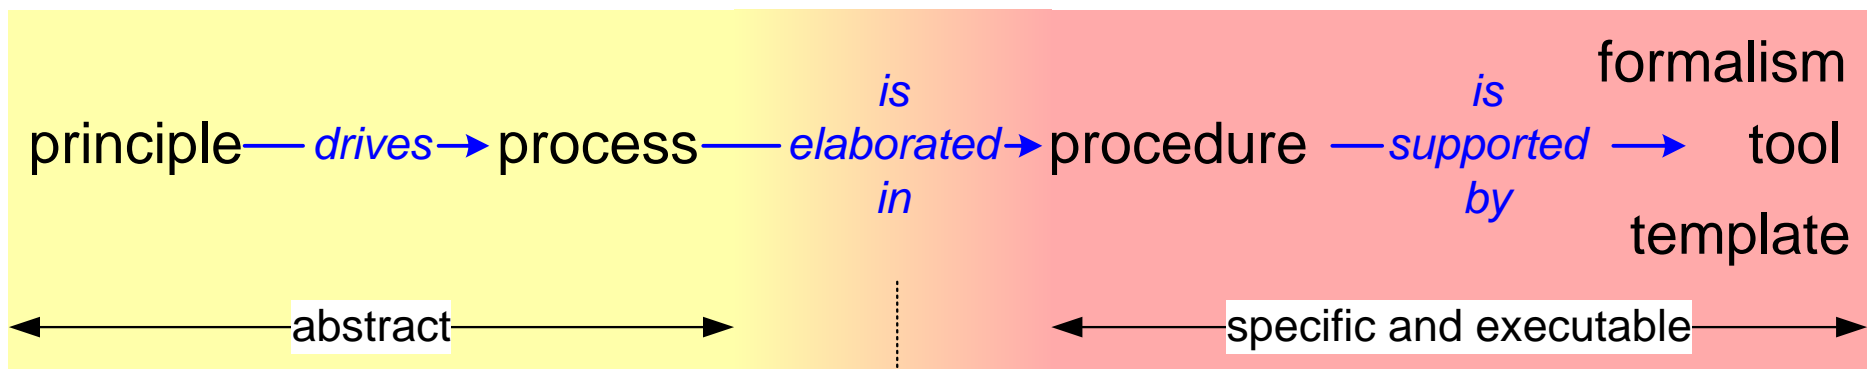 formalism
is
is
principle drives process elaborated procedure supported tool
in
by
template
abstract
specific and executable